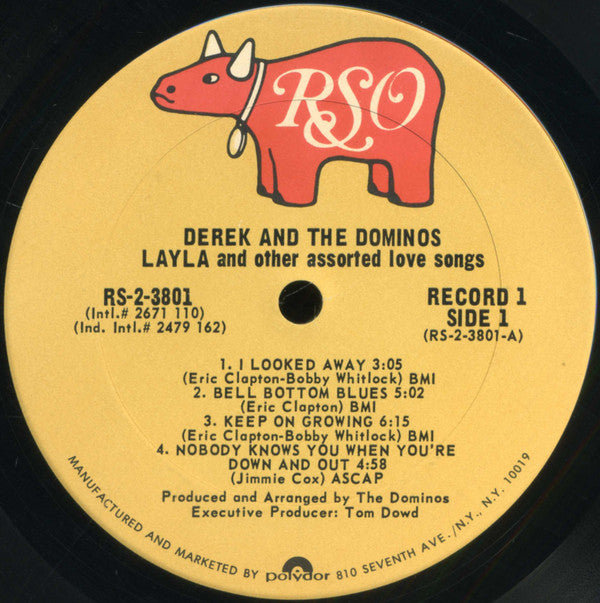 RSO
DEREK AND THE DOMINOS
LAYLA and other assorted love songs
RS-2-3801
(Intl.# 2671 110)
(Ind. Intl.# 2479 162)
RECORD 1
SIDE 1
(RS-2-3801-A)
1. I LOOKED AWAY 3:05
(Eric Clapton-Bobby Whitlock) BMI
2. BELL BOTTOM BLUES 5:02
(Eric Clapton) BMI
3. KEEP ON GROWING 6:15
(Eric Clapton-Bobby Whitlock) BMI
4. NOBODY KNOWS YOU WHEN YOU'RE
DOWN AND OUT 4:58
(Jimmie Cox) ASCAP
Produced and Arranged by The Dominos
Executive Producer: Tom Dowd
MANUFACTURED AND MARKETED BY polydor 810 SEVENTH AVE./N.Y., N.Y. 10019